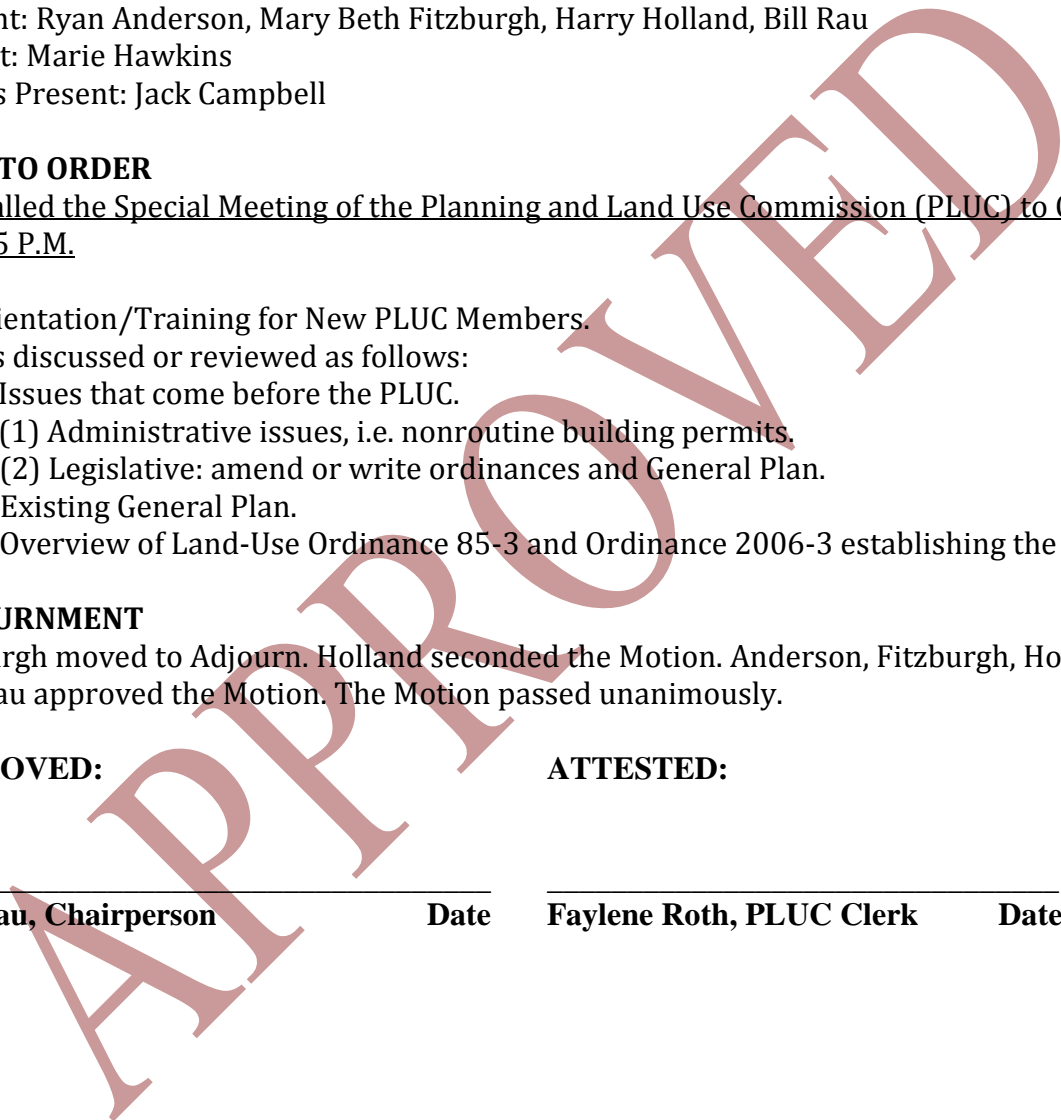 nt: Ryan Anderson, Mary Beth Fitzburgh, Harry Holland, Bill Rau
t: Marie Hawkins
s Present: Jack Campbell
TO ORDER
lled the Special Meeting of the Planning and Land Use Commission (PLUC) to
5 P.M.
ientation/Training for New PLUC Members.
s discussed or reviewed as follows:
Issues that come before the PLUC.
(1) Administrative issues, i.e. nonroutine building permits.
(2) Legislative: amend or write ordinances and General Plan.
Existing General Plan.
Overview of Land-Use Ordinance 85-3 and Ordinance 2006-3 establishing the
URNMENT
urgh moved to Adjourn. Holland seconded the Motion. Anderson, Fitzburgh, Ho
au approved the Motion. The Motion passed unanimously.
OVED: ATTESTED:
au, Chairperson Date Faylene Roth, PLUC Clerk Date
APPROVED